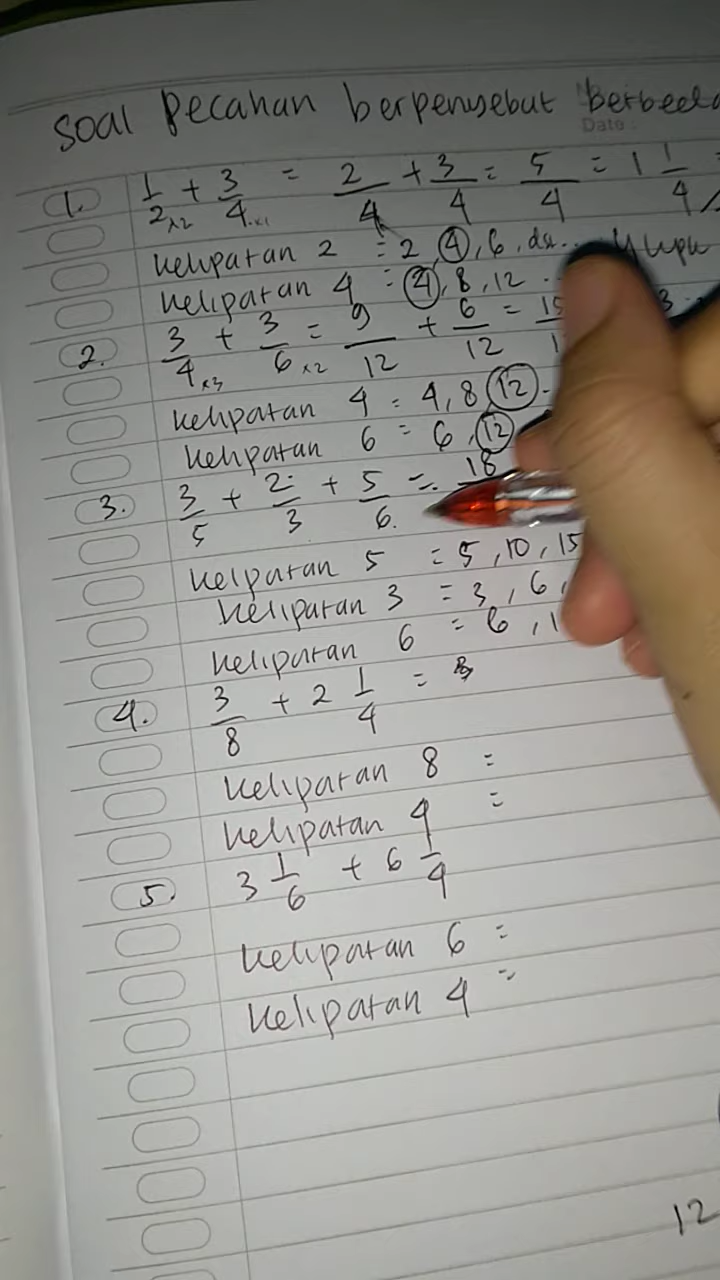 Soal Pecahan berpenyebut
Date:
1. 1/2 x2 + 3/4 x1 = 2/4 + 3/4 = 5/4 = 1 1/4
Kelipatan 2 = 2, 4, 6, dst..
Kelipatan 4 = 4, 8, 12
2. 3/4 x3 + 3/6 x2 = 9/12 + 6/12 =
Kelipatan 4 = 4, 8, 12
Kelipatan 6 = 6, 12
3. 3/5 + 2/3 + 5/6 = 18
Kelipatan 5 = 5, 10, 15
Kelipatan 3 = 3, 6,
Kelipatan 6 = 6,
4. 3/8 + 2 1/4 =
Kelipatan 8 =
Kelipatan 4 =
5. 3 1/6 + 6 1/4
Kelipatan 6 =
Kelipatan 4 =
12